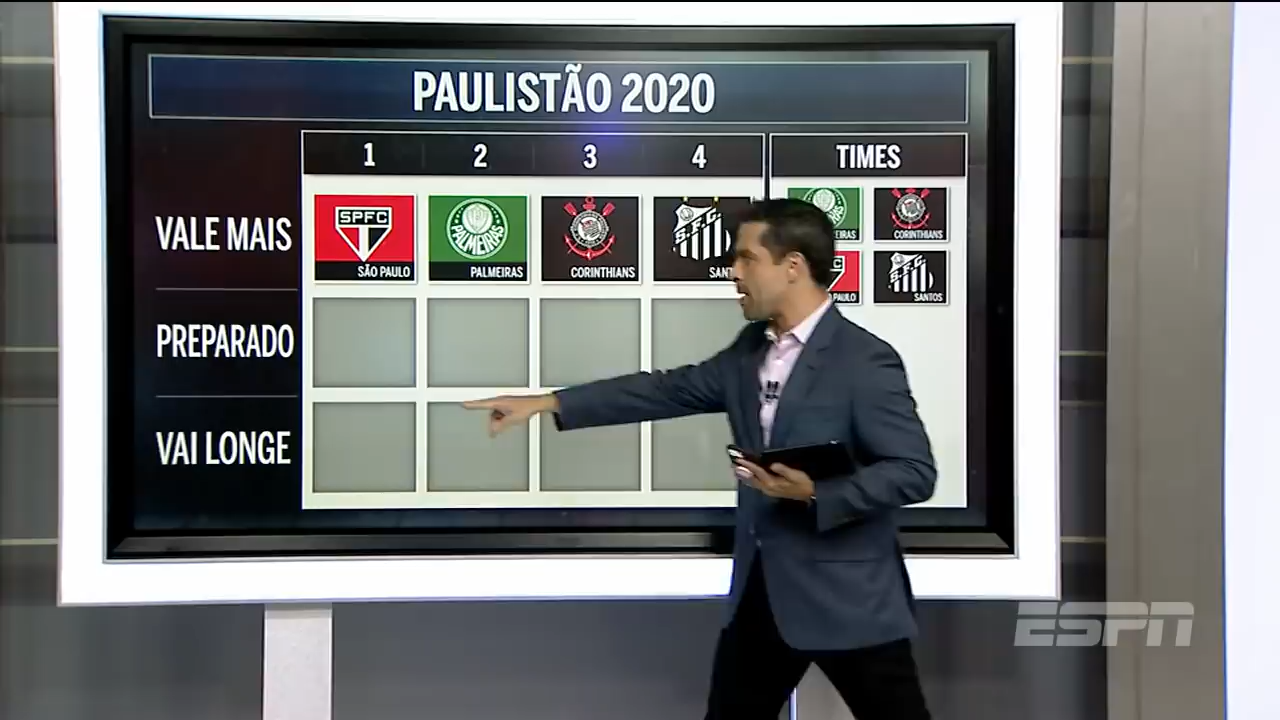 PAULISTÃO 2020
1 2 3 4 TIMES
VALE MAIS
SPFC
SÃO PAULO
PALMEIRAS
PALMEIRAS
CORINTHIANS
S.F.C.
CORINTHIANS
S.F.C.
SANTOS
PREPARADO
VAI LONGE
ESPN